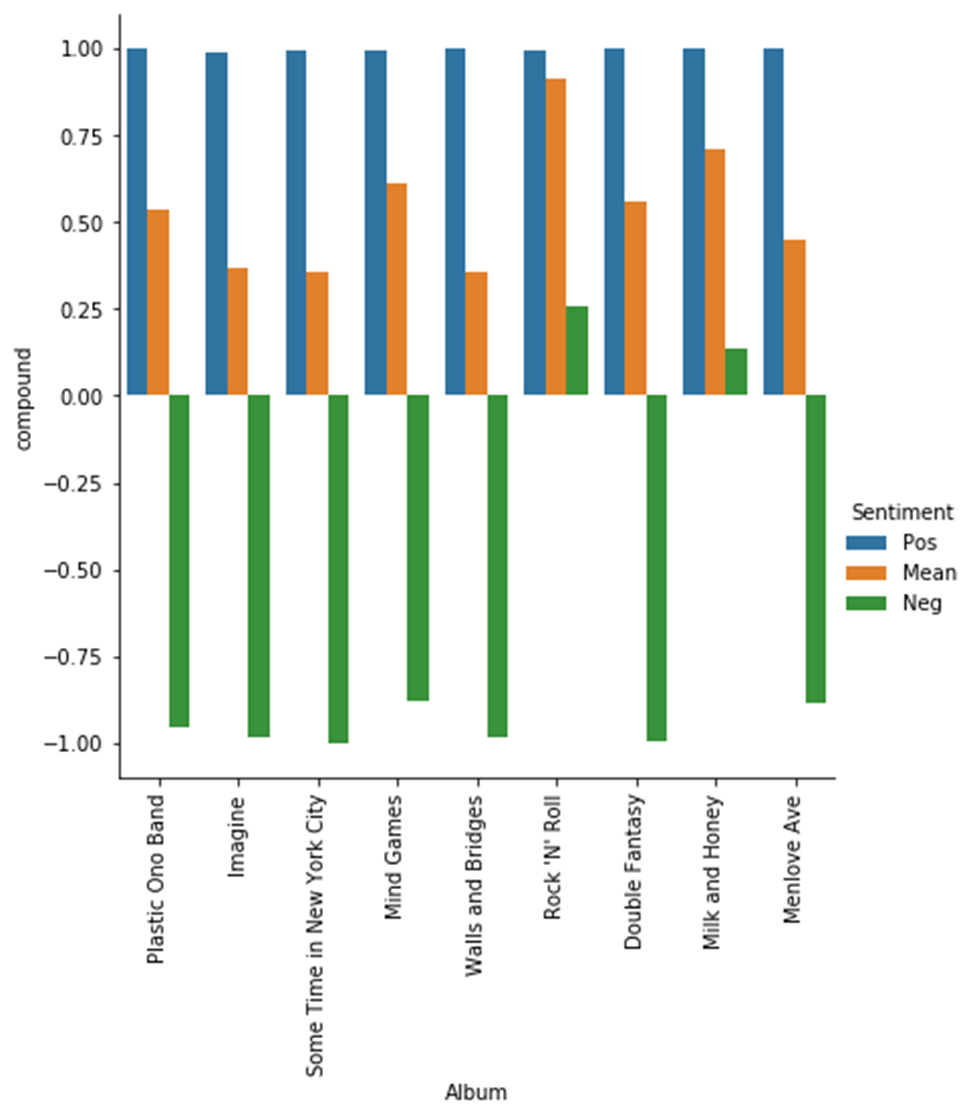 1.00
0.75
0.50
0.25
0.00
−0.25
−0.50
−0.75
−1.00
compound
Sentiment
Pos
Mean
Neg
Plastic Ono Band
Imagine
Some Time in New York City
Mind Games
Walls and Bridges
Rock 'N' Roll
Double Fantasy
Milk and Honey
Menlove Ave
Album